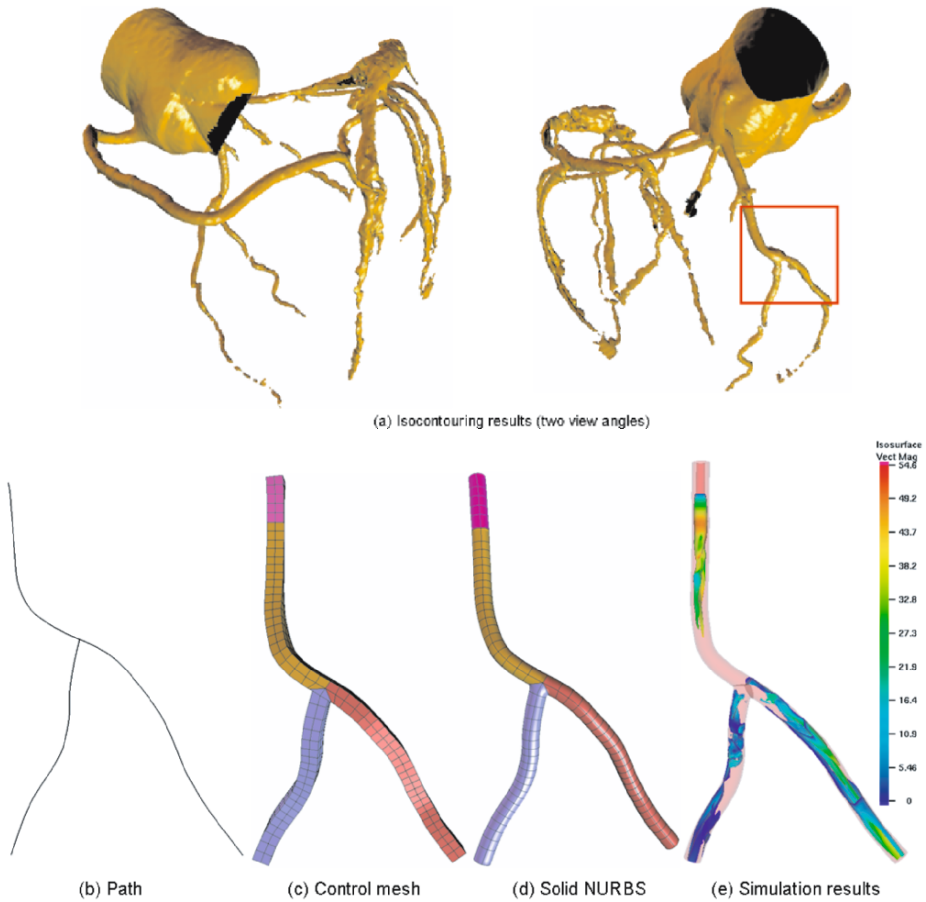 (a) Isocontouring results (two view angles)
Isosurface
Vect Mag
54.6
49.2
43.7
38.2
32.8
27.3
21.8
16.4
10.9
5.46
0
(b) Path
(c) Control mesh
(d) Solid NURBS
(e) Simulation results